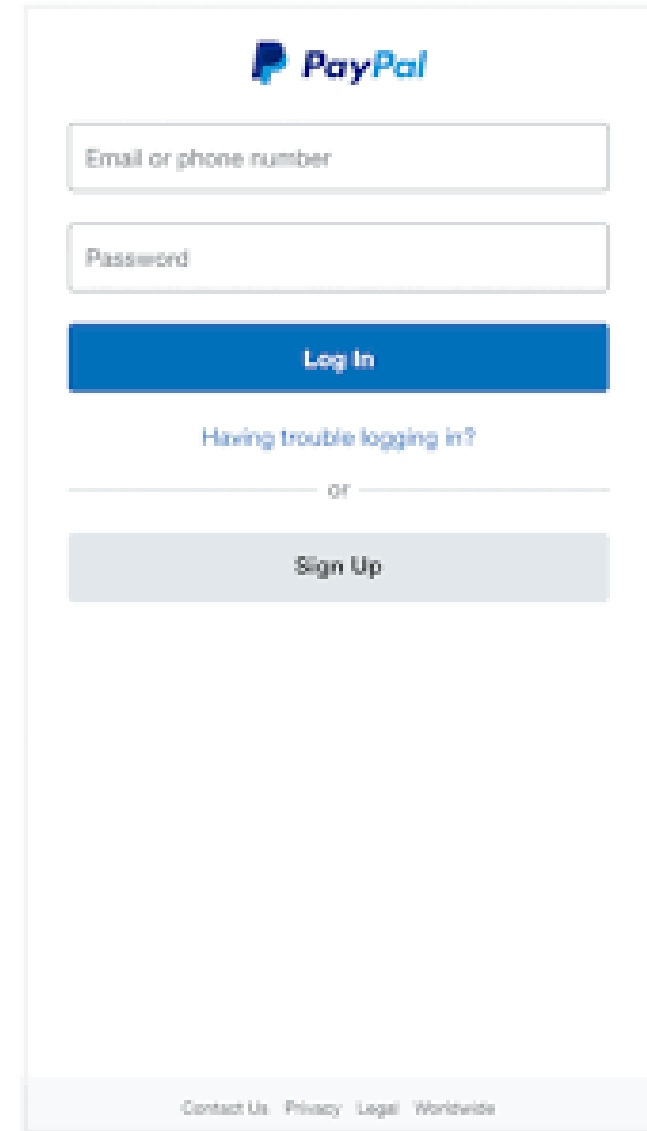 PayPal
Email or phone number
Password
Log In
Having trouble logging in?
or
Sign Up
Contact Us Privacy Legal Worldwide